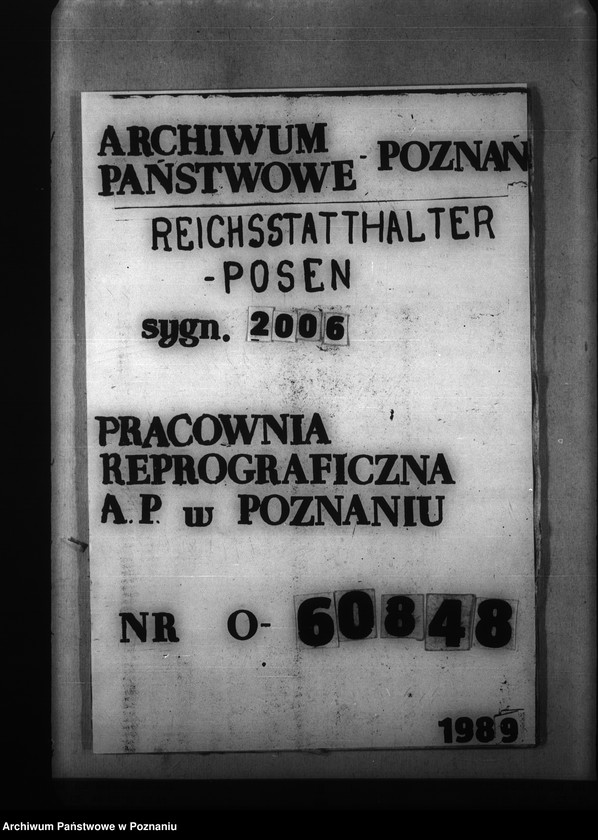 ARCHIWUM
PAŃSTWOWE - POZNAŃ
REICHSSTATTHALTER
-POSEN
sygn. 2006
PRACOWNIA
REPROGRAFICZNA
A.P. w POZNANIU
NR O-60848
1989
Archiwum Państwowe w Poznaniu